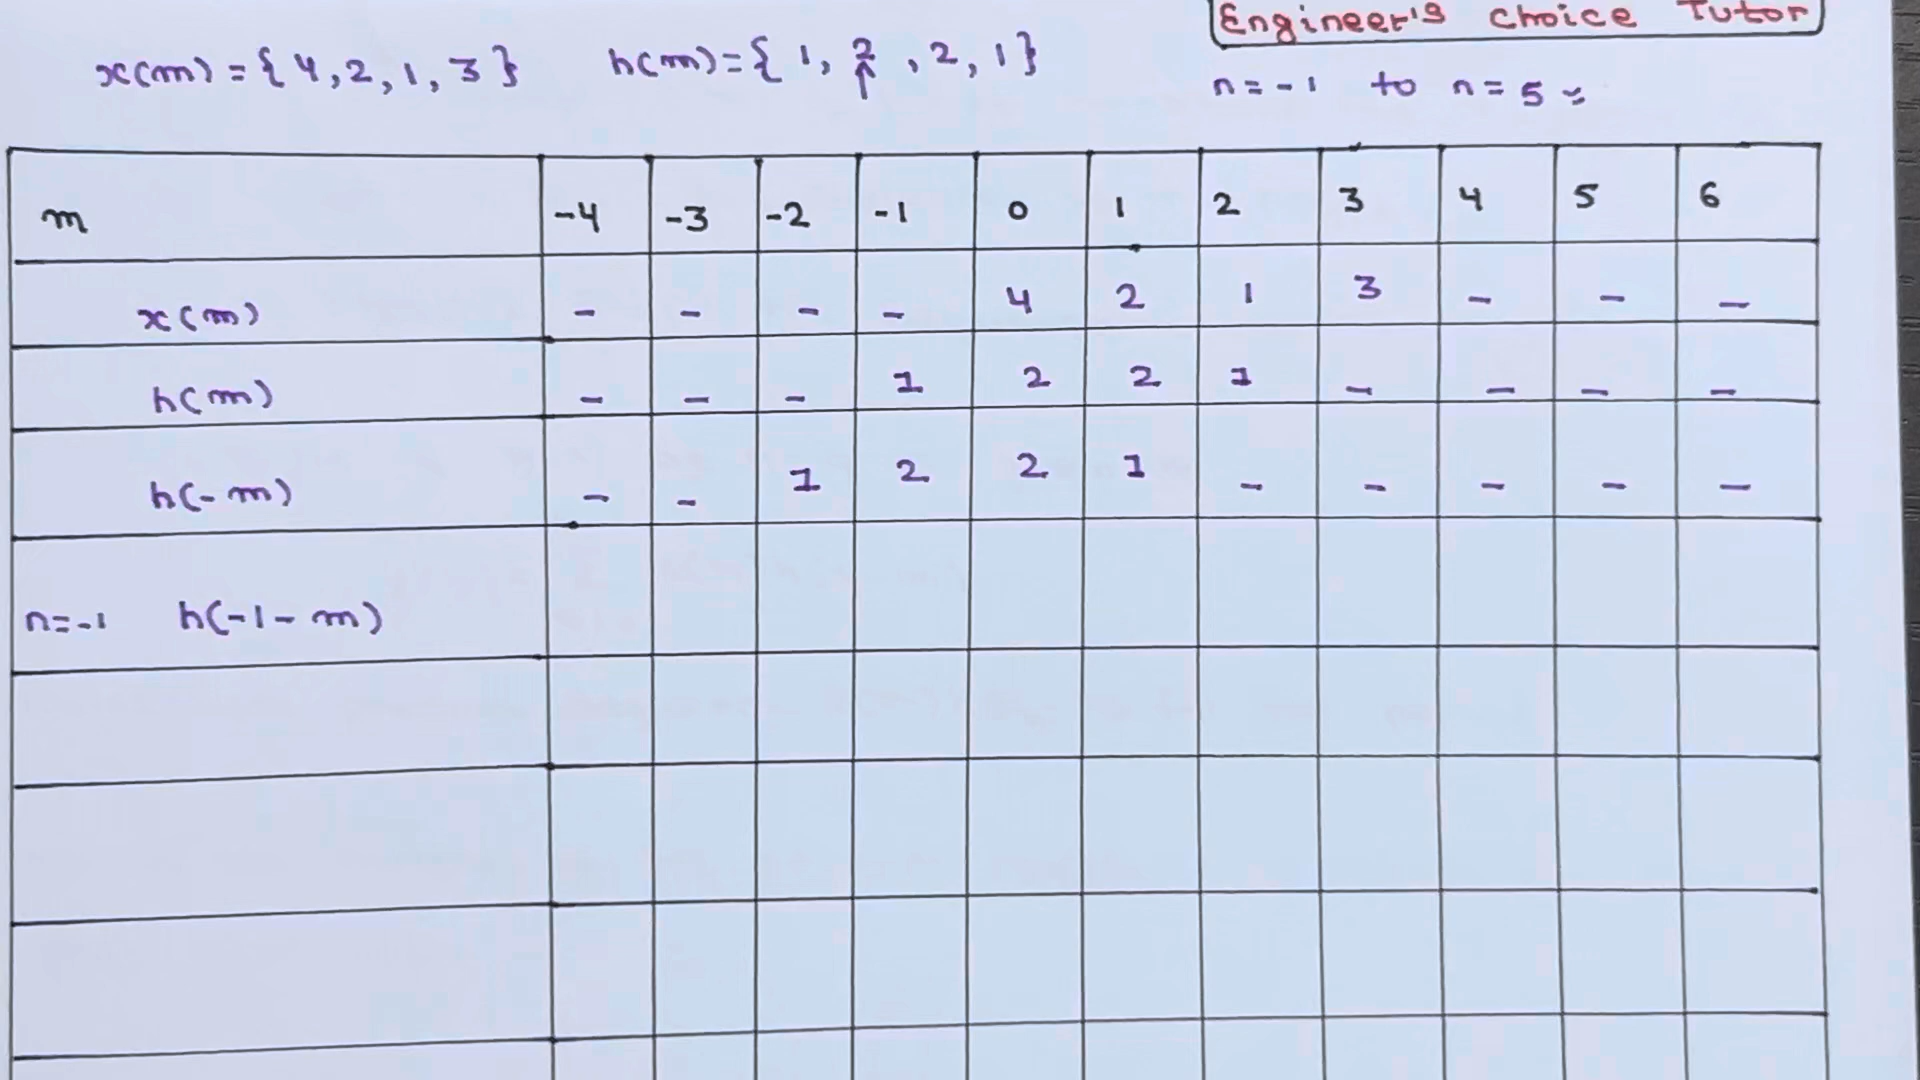 Engineer's choice Tutor
x(m) = { 4, 2, 1, 3 } h(m) = { 1, 2, 2, 1 }
↑
n = -1 to n = 5
m -4 -3 -2 -1 0 1 2 3 4 5 6
x(m) - - - - 4 2 1 3 - - -
h(m) - - - 1 2 2 1 - - - -
h(-m) - - 1 2 2 1 - - - - -
n=-1 h(-1-m)